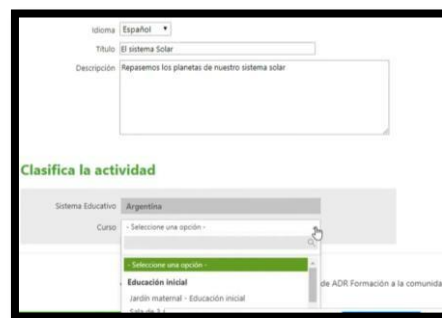 Idioma Español
Título El sistema Solar
Descripción Repasemos los planetas de nuestro sistema solar
Clasifica la actividad
Sistema Educativo Argentina
Curso - Seleccione una opción -
- Seleccione una opción -
Educación inicial
Jardín maternal - Educación inicial
de ADR Formación a la comunida
Sala de